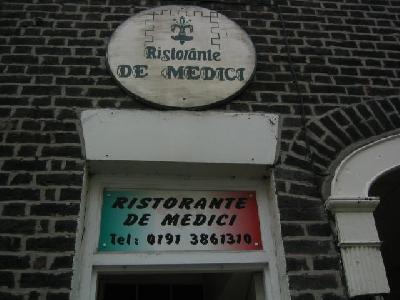 Ristorante
DE MEDICI
RISTORANTE
DE MEDICI
Tel: 0191 3861310